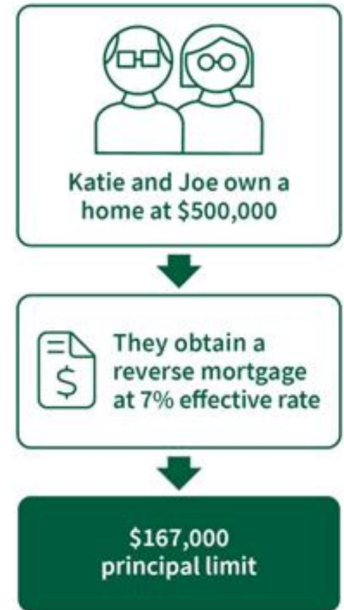 Katie and Joe own a
home at $500,000
$
They obtain a
reverse mortgage
at 7% effective rate
$167,000
principal limit